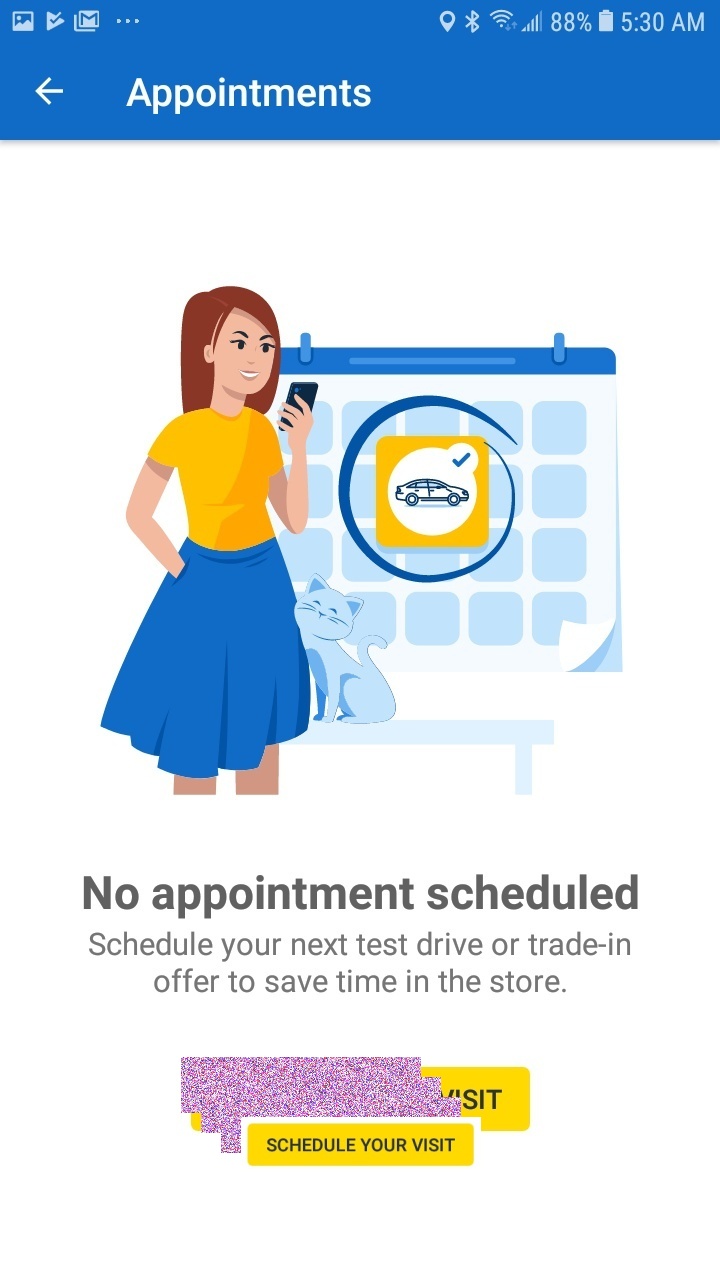 88% 5:30 AM
Appointments
No appointment scheduled
Schedule your next test drive or trade-in
offer to save time in the store.
VISIT
SCHEDULE YOUR VISIT